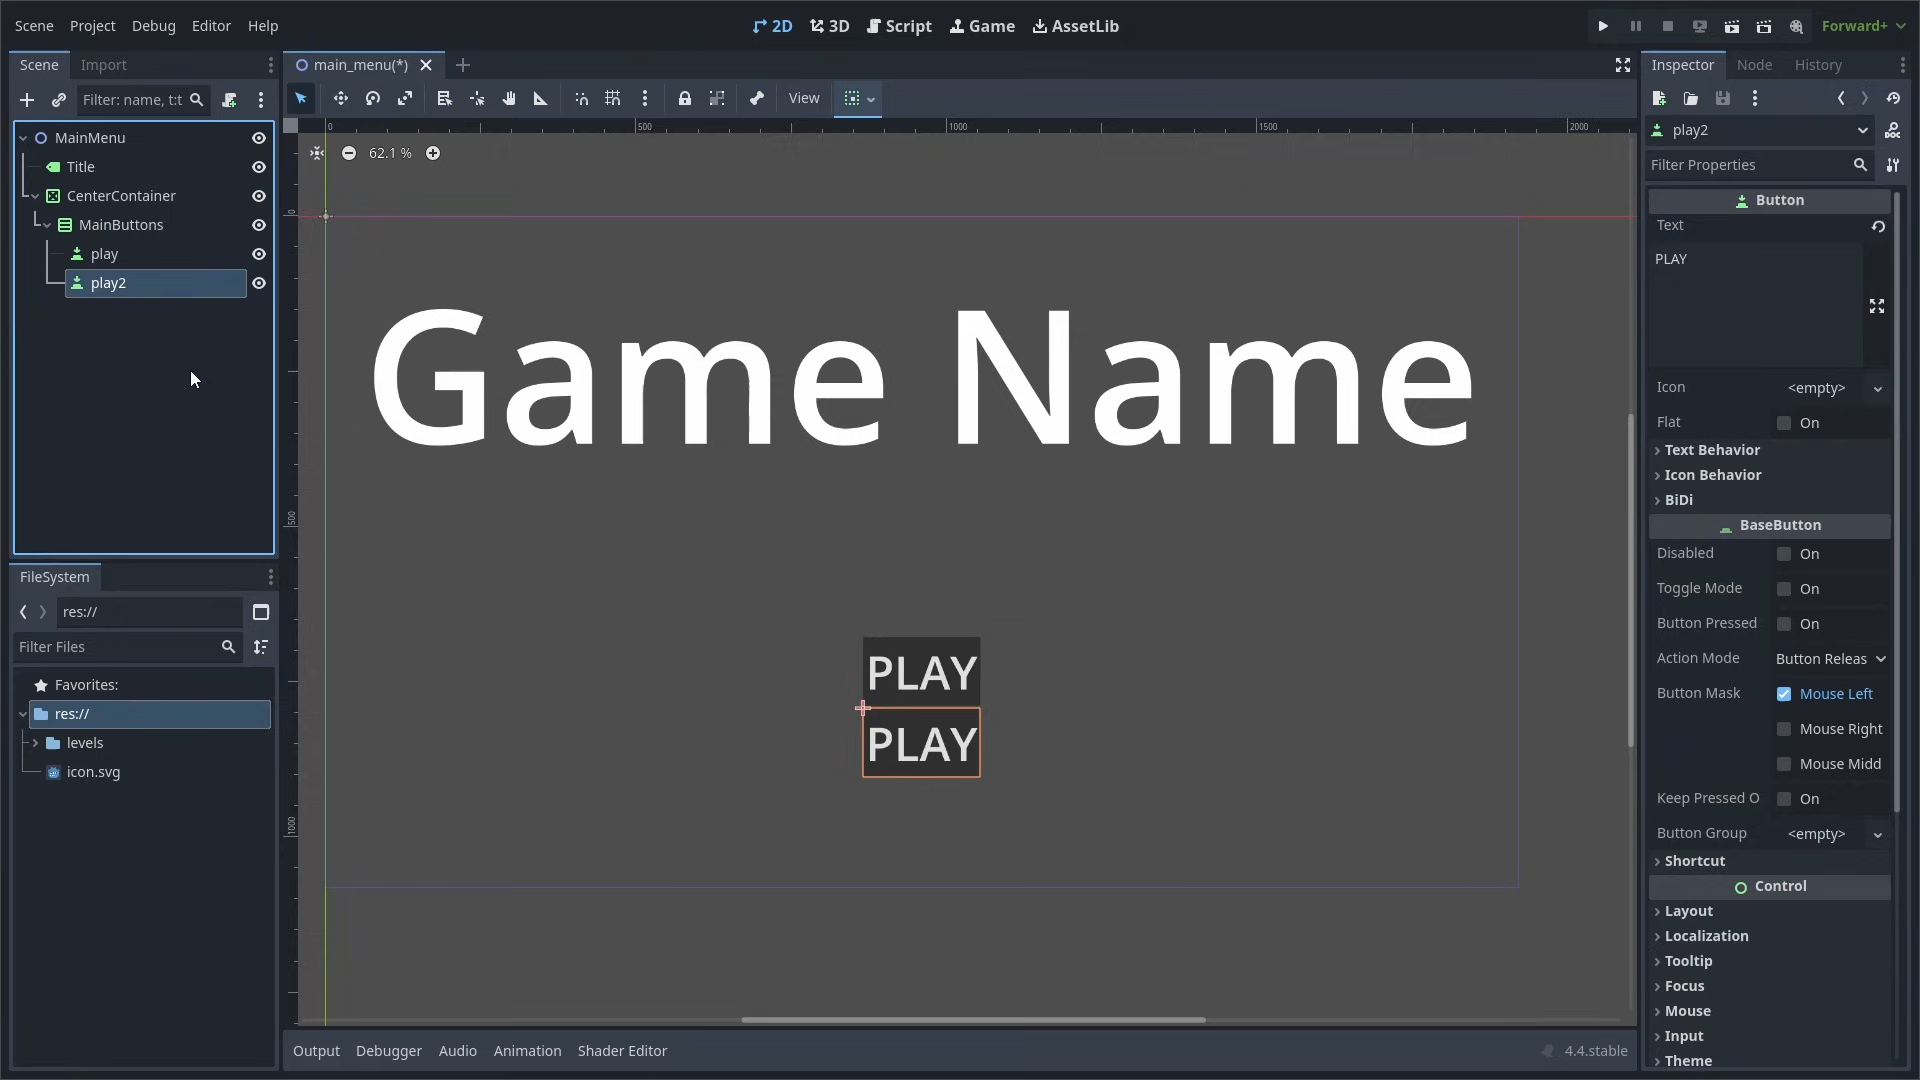 Scene Project Debug Editor Help
2D 3D Script Game AssetLib
Forward+
Scene Import
Filter: name, t:t
MainMenu
Title
CenterContainer
MainButtons
play
play2
FileSystem
res://
Filter Files
Favorites:
res://
levels
icon.svg
main_menu(*)
View
0 500 1000 1500 2000
62.1 %
0
500
1000
Game Name
PLAY
PLAY
Output Debugger Audio Animation Shader Editor
4.4.stable
Inspector Node History
play2
Filter Properties
Button
Text
PLAY
Icon <empty>
Flat On
Text Behavior
Icon Behavior
BiDi
BaseButton
Disabled On
Toggle Mode On
Button Pressed On
Action Mode Button Releas
Button Mask Mouse Left
Mouse Right
Mouse Midd
Keep Pressed O On
Button Group <empty>
Shortcut
Control
Layout
Localization
Tooltip
Focus
Mouse
Input
Theme